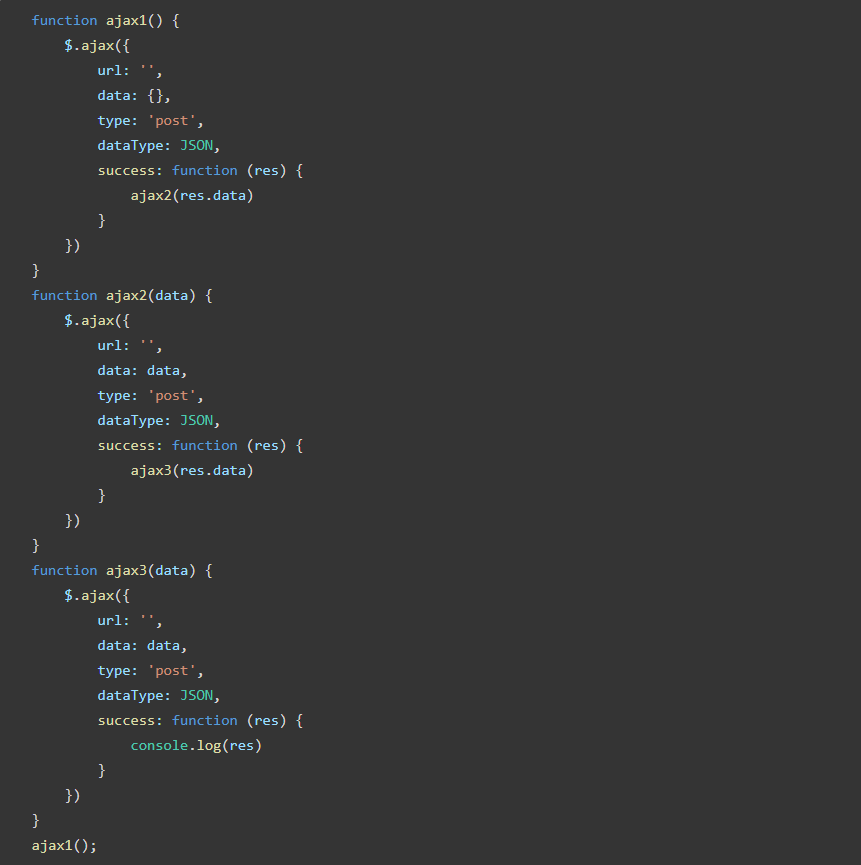 function ajax1() {
    $.ajax({
        url: '',
        data: {},
        type: 'post',
        dataType: JSON,
        success: function (res) {
            ajax2(res.data)
        }
    })
}
function ajax2(data) {
    $.ajax({
        url: '',
        data: data,
        type: 'post',
        dataType: JSON,
        success: function (res) {
            ajax3(res.data)
        }
    })
}
function ajax3(data) {
    $.ajax({
        url: '',
        data: data,
        type: 'post',
        dataType: JSON,
        success: function (res) {
            console.log(res)
        }
    })
}
ajax1();